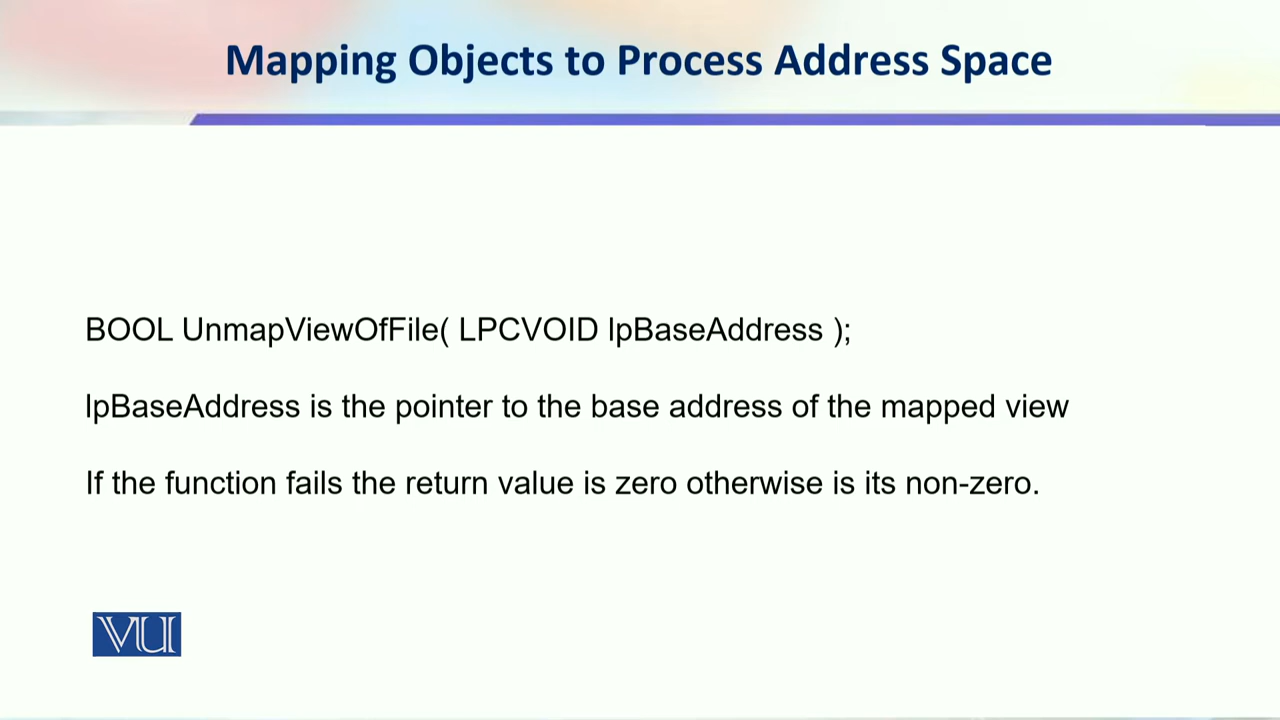 Mapping Objects to Process Address Space
BOOL UnmapViewOfFile( LPCVOID lpBaseAddress );
lpBaseAddress is the pointer to the base address of the mapped view
If the function fails the return value is zero otherwise is its non-zero.
VU